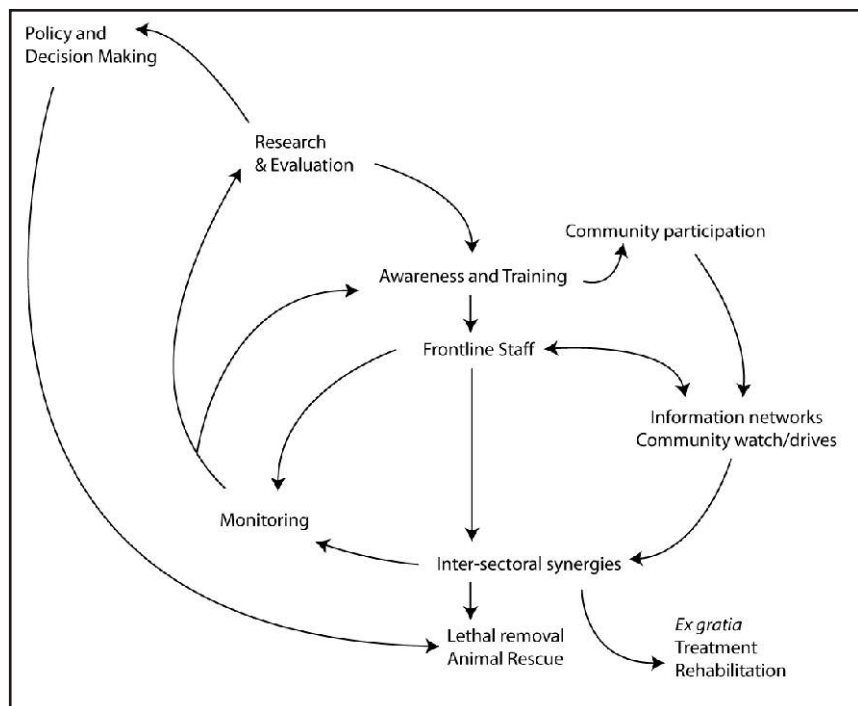 Policy and
Decision Making
Research
& Evaluation
Community participation
Awareness and Training
Frontline Staff
Information networks
Community watch/drives
Monitoring
Inter-sectoral synergies
Lethal removal
Animal Rescue
Ex gratia
Treatment
Rehabilitation